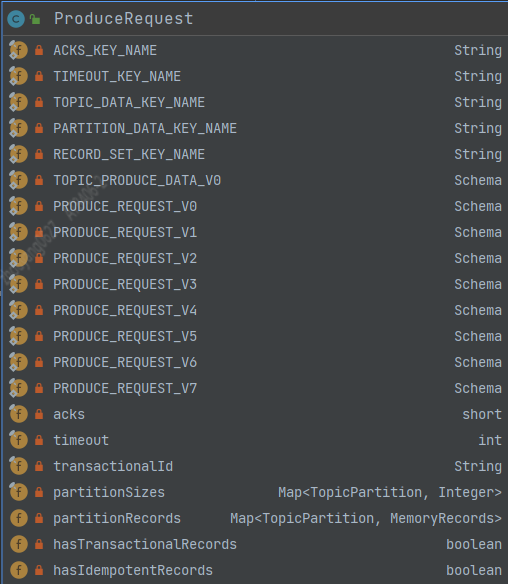 ProduceRequest
ACKS_KEY_NAME String
TIMEOUT_KEY_NAME String
TOPIC_DATA_KEY_NAME String
PARTITION_DATA_KEY_NAME String
RECORD_SET_KEY_NAME String
TOPIC_PRODUCE_DATA_V0 Schema
PRODUCE_REQUEST_V0 Schema
PRODUCE_REQUEST_V1 Schema
PRODUCE_REQUEST_V2 Schema
PRODUCE_REQUEST_V3 Schema
PRODUCE_REQUEST_V4 Schema
PRODUCE_REQUEST_V5 Schema
PRODUCE_REQUEST_V6 Schema
PRODUCE_REQUEST_V7 Schema
acks short
timeout int
transactionalId String
partitionSizes Map<TopicPartition, Integer>
partitionRecords Map<TopicPartition, MemoryRecords>
hasTransactionalRecords boolean
hasIdempotentRecords boolean